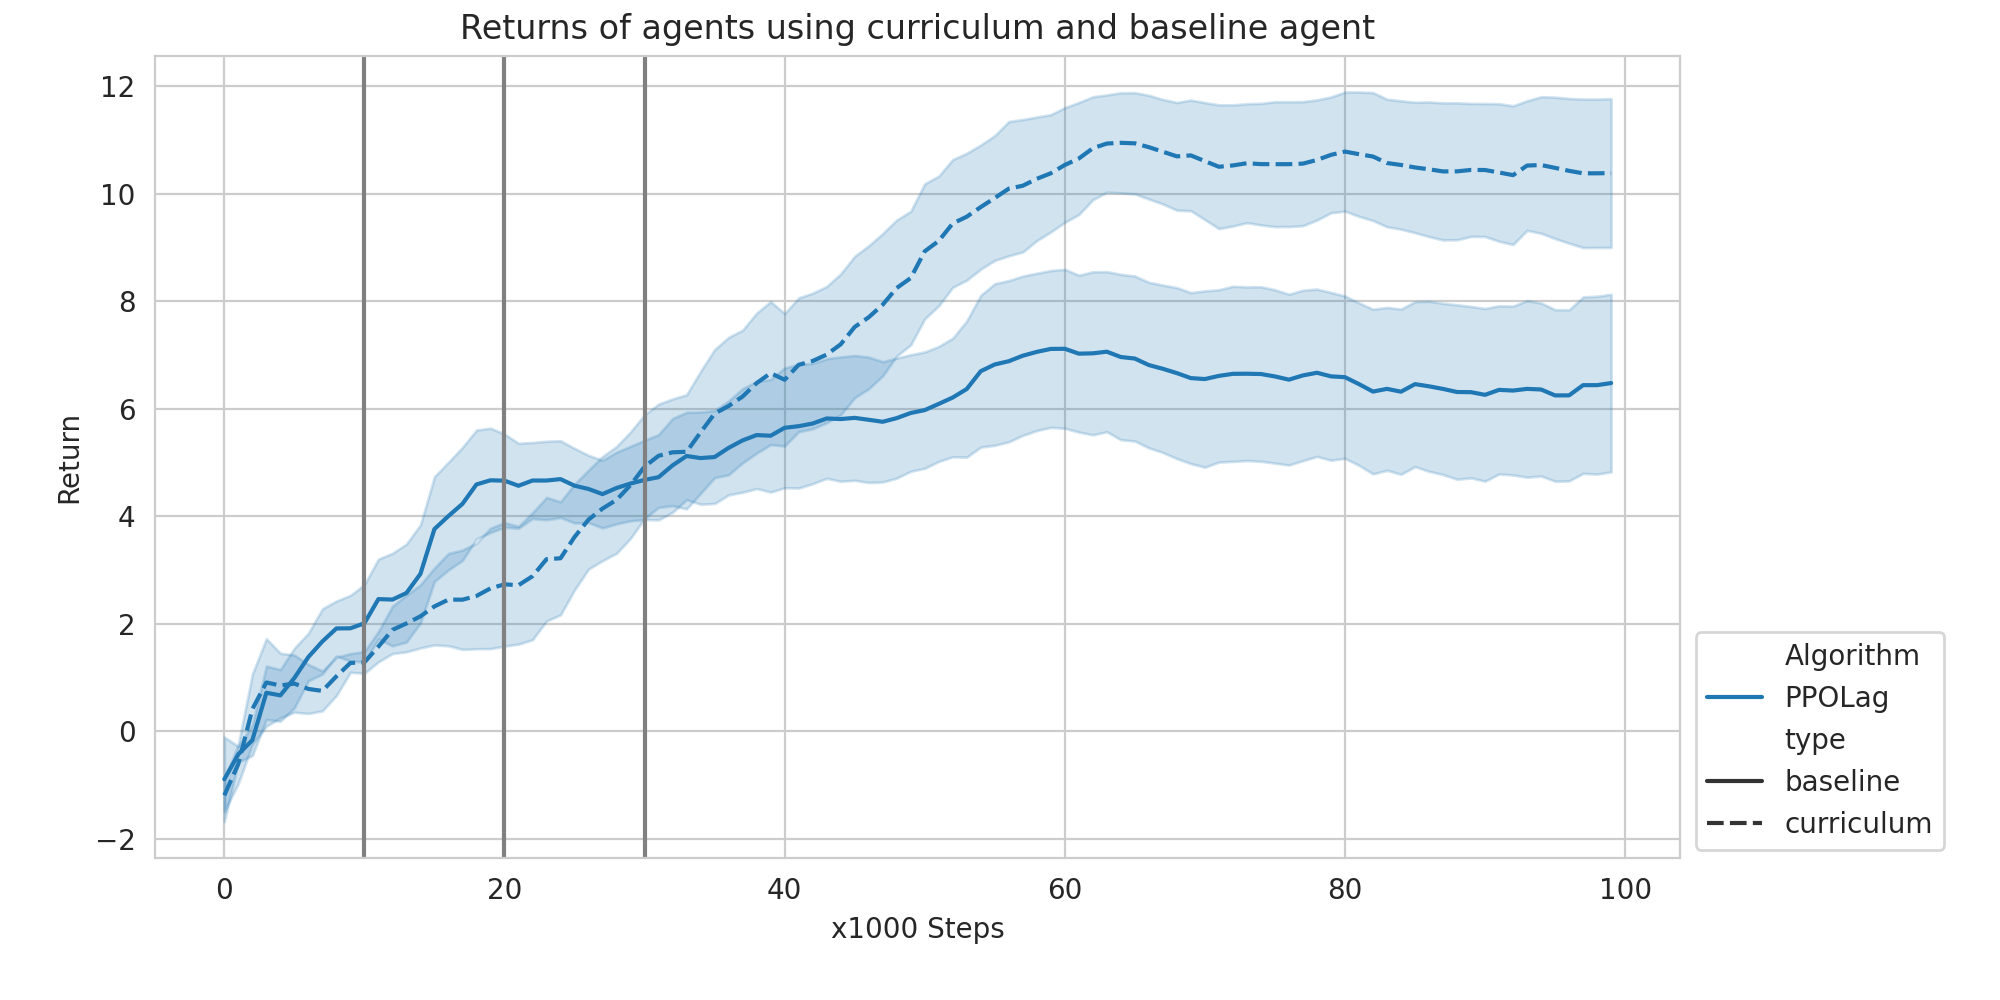 Returns of agents using curriculum and baseline agent
12
10
8
6
4
2
0
−2
Return
0 20 40 60 80 100
x1000 Steps
Algorithm
PPOLag
type
baseline
curriculum